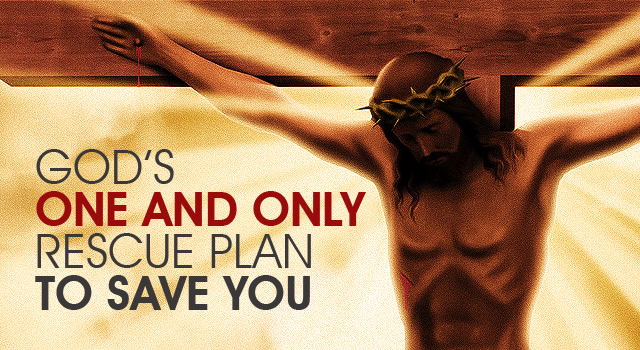 GOD‘S
ONE AND ONLY
RESCUE PLAN
TO SAVE YOU